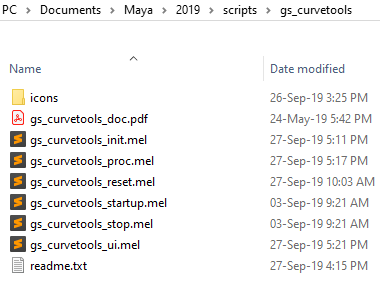 PC > Documents > Maya > 2019 > scripts > gs_curvetools
Name Date modified
icons 26-Sep-19 3:25 PM
gs_curvetools_doc.pdf 24-May-19 5:42 PM
gs_curvetools_init.mel 27-Sep-19 5:11 PM
gs_curvetools_proc.mel 27-Sep-19 5:17 PM
gs_curvetools_reset.mel 27-Sep-19 10:03 AM
gs_curvetools_startup.mel 03-Sep-19 9:21 AM
gs_curvetools_stop.mel 03-Sep-19 9:21 AM
gs_curvetools_ui.mel 27-Sep-19 5:21 PM
readme.txt 27-Sep-19 4:15 PM